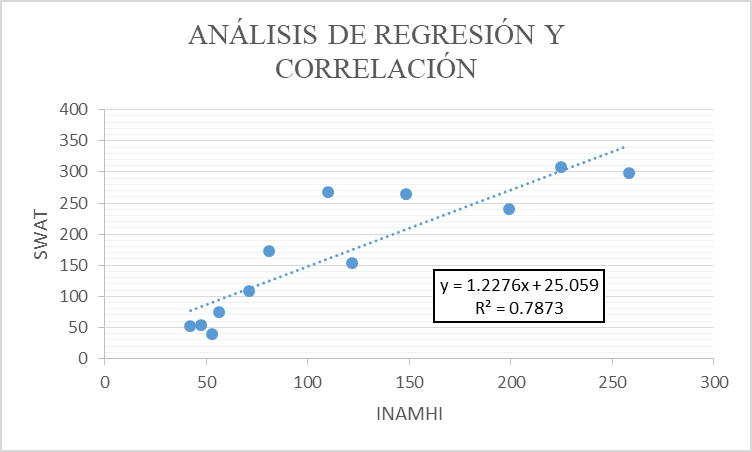 ANÁLISIS DE REGRESIÓN Y
CORRELACIÓN
400
350
300
250
200
150
100
50
0
SWAT
y = 1.2276x + 25.059
R² = 0.7873
0 50 100 150 200 250 300
INAMHI